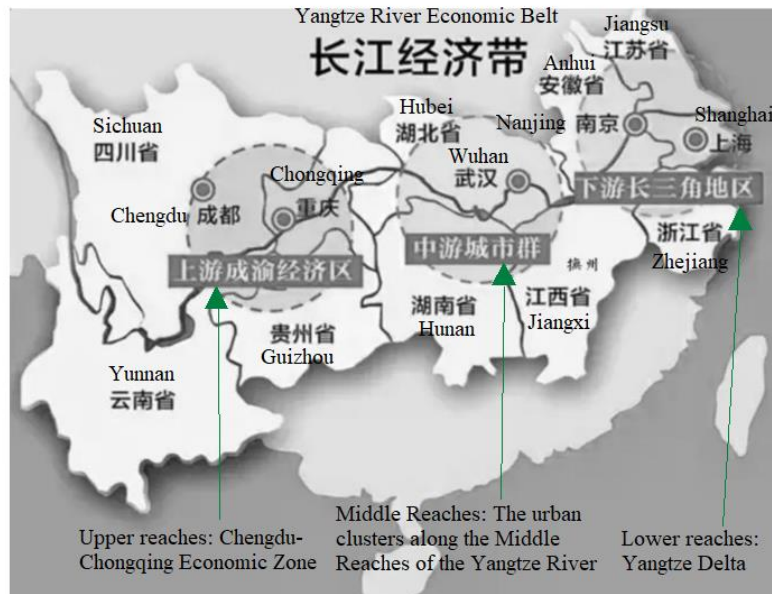 Yangtze River Economic Belt
长江经济带
Jiangsu
江苏省
Anhui
安徽省
Hubei
湖北省
Nanjing
南京
Shanghai
上海
Sichuan
四川省
Chongqing
重庆
Wuhan
武汉
Chengdu
成都
下游长三角地区
上游成渝经济区
中游城市群
浙江省
Zhejiang
抚州
江西省
Jiangxi
湖南省
Hunan
贵州省
Guizhou
Yunnan
云南省
Upper reaches: Chengdu-
Chongqing Economic Zone
Middle Reaches: The urban
clusters along the Middle
Reaches of the Yangtze River
Lower reaches:
Yangtze Delta